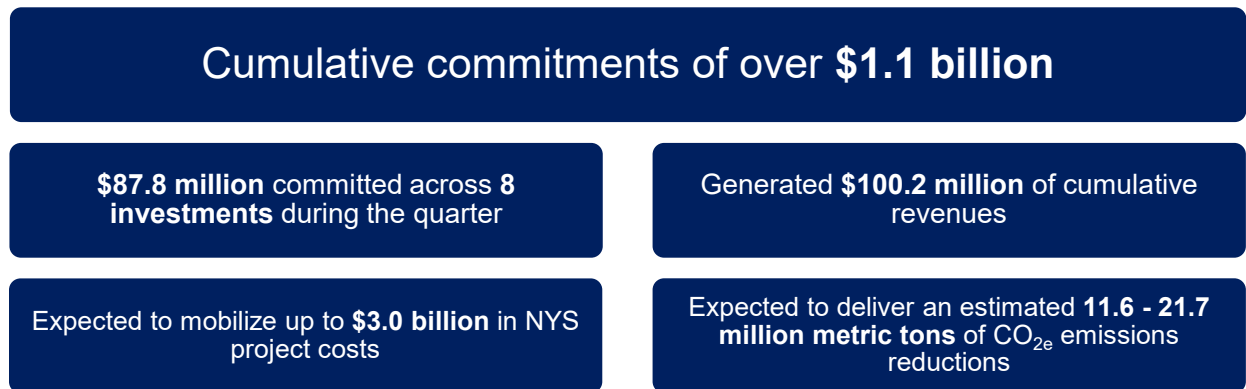 Cumulative commitments of over $1.1 billion
$87.8 million committed across 8
investments during the quarter
Generated $100.2 million of cumulative
revenues
Expected to mobilize up to $3.0 billion in NYS
project costs
Expected to deliver an estimated 11.6 - 21.7
million metric tons of CO2e emissions
reductions